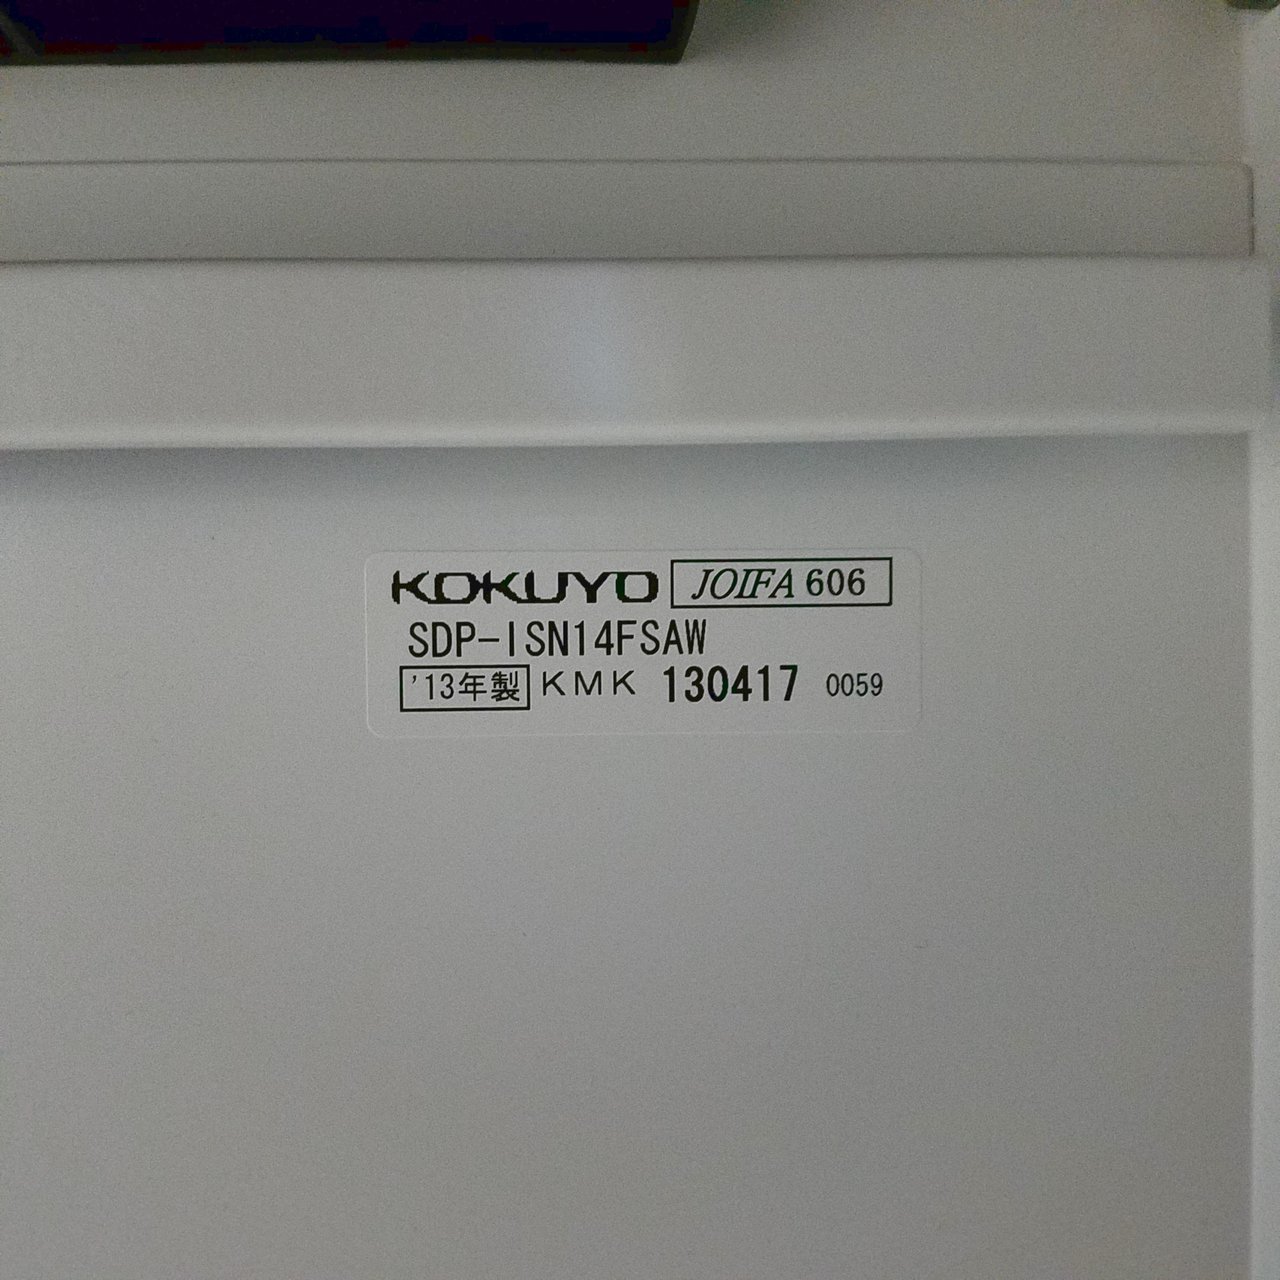 KOKUYO JOIFA 606
SDP-ISN14FSAW
'13年製 KMK 130417 0059